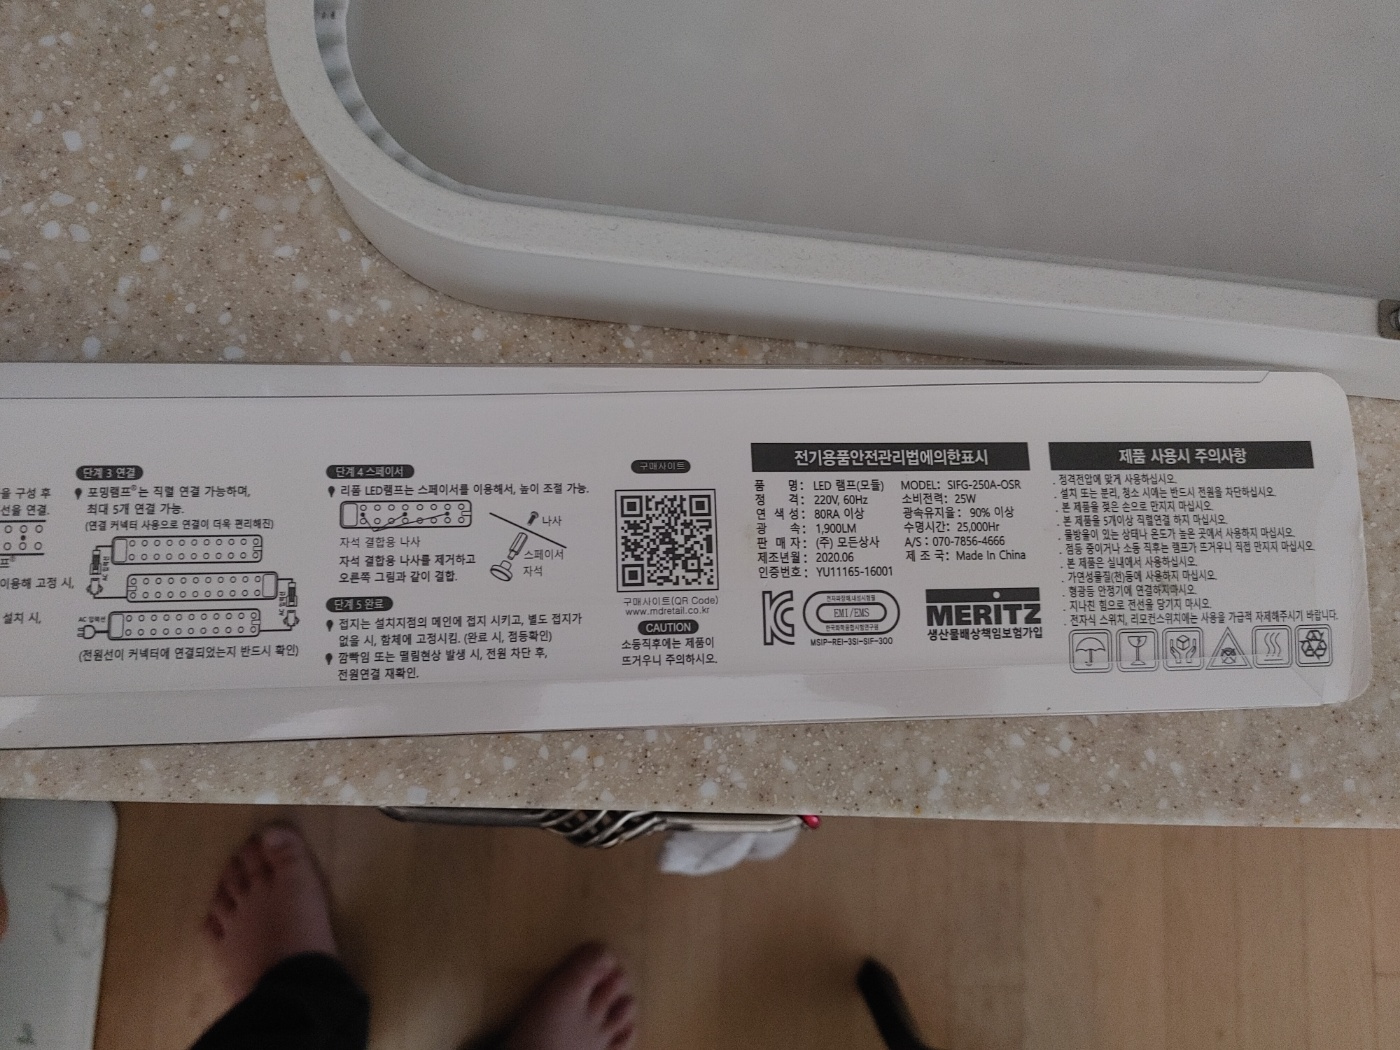 을 구성 후
선을 연결.
이용해 고정 시,
설치 시,
단계 3 연결
포밍램프®는 직렬 연결 가능하며,
최대 5개 연결 가능.
(연결 커넥터 사용으로 연결이 더욱 편리해진)
(전원선이 커넥터에 연결되었는지 반드시 확인)
단계 4 스페이서
리폼 LED램프는 스페이서를 이용해서, 높이 조절 가능.
나사
스페이서
자석
자석 결합용 나사
자석 결합용 나사를 제거하고
오른쪽 그림과 같이 결합.
단계 5 완료
접지는 설치지점의 메인에 접지 시키고, 별도 접지가
없을 시, 함체에 고정시킴. (완료 시, 점등확인)
깜빡임 또는 떨림현상 발생 시, 전원 차단 후,
전원연결 재확인.
구매사이트
구매사이트(QR Code)
www.mdretail.co.kr
CAUTION
소등직후에는 제품이
뜨거우니 주의하십시오.
전기용품안전관리법에의한표시
품 명: LED 램프(모듈) MODEL: SIFG-250A-OSR
정 격: 220V, 60Hz 소비전력: 25W
연 색 성: 80RA 이상 광속유지율: 90% 이상
광 속: 1,900LM 수명시간: 25,000Hr
판 매 자: (주) 모든상사 A/S: 070-7856-4666
제조년월: 2020.06 제 조 국: Made In China
인증번호: YU11165-16001
EMI/EMS
MSIP-REI-3SI-SIF-300
MERITZ
생산물배상책임보험가입
제품 사용시 주의사항
. 정격전압에 맞게 사용하십시오.
. 설치 또는 분리, 청소 시에는 반드시 전원을 차단하십시오.
. 본 제품을 젖은 손으로 만지지 마십시오.
. 본 제품을 5개이상 직렬연결 하지 마십시오.
. 물방울이 있는 상태나 온도가 높은 곳에서 사용하지 마십시오.
. 점등 중이거나 소등 직후는 램프가 뜨거우니 직접 만지지 마십시오.
. 본 제품은 실내에서 사용하십시오.
. 가연성물질(천)등에 사용하지 마십시오.
. 형광등 안정기에 연결하지마십시오.
. 지나친 힘으로 전선을 당기지 마시오.
. 전자식 스위치, 리모컨스위치에는 사용을 가급적 자제해주시기 바랍니다.